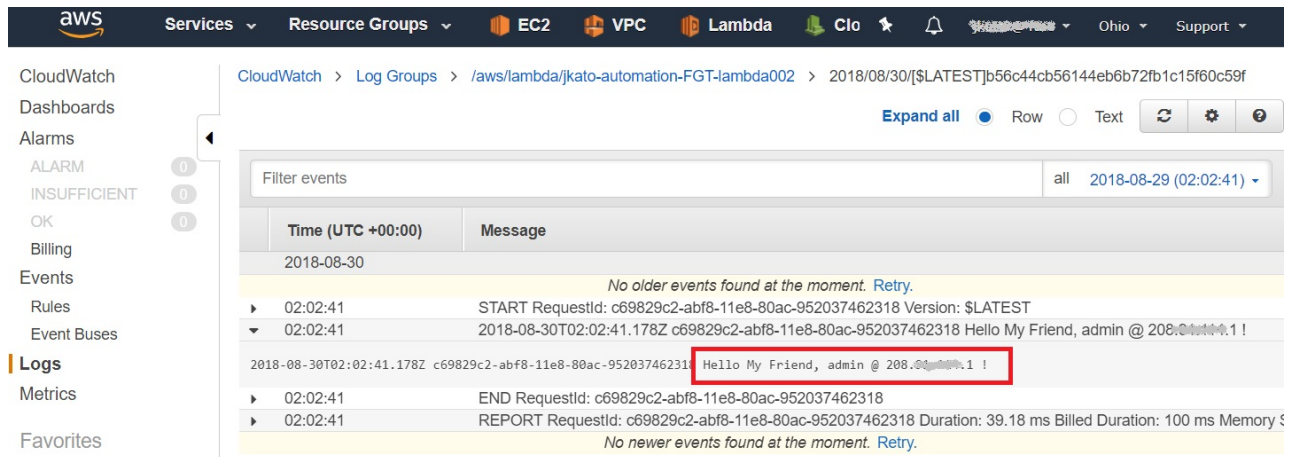 aws Services Resource Groups EC2 VPC Lambda Clo Ohio Support
CloudWatch
Dashboards
Alarms
ALARM 0
INSUFFICIENT 0
OK 0
Billing
Events
Rules
Event Buses
Logs
Metrics
Favorites
CloudWatch > Log Groups > /aws/lambda/jkato-automation-FGT-lambda002 > 2018/08/30/[$LATEST]b56c44cb56144eb6b72fb1c15f60c59f
Expand all Row Text
Filter events all 2018-08-29 (02:02:41)
Time (UTC +00:00) Message
2018-08-30
No older events found at the moment. Retry.
02:02:41 START RequestId: c69829c2-abf8-11e8-80ac-952037462318 Version: $LATEST
02:02:41 2018-08-30T02:02:41.178Z c69829c2-abf8-11e8-80ac-952037462318 Hello My Friend, admin @ 208. .1 !
2018-08-30T02:02:41.178Z c69829c2-abf8-11e8-80ac-952037462318 Hello My Friend, admin @ 208. .1 !
02:02:41 END RequestId: c69829c2-abf8-11e8-80ac-952037462318
02:02:41 REPORT RequestId: c69829c2-abf8-11e8-80ac-952037462318 Duration: 39.18 ms Billed Duration: 100 ms Memory S
No newer events found at the moment. Retry.